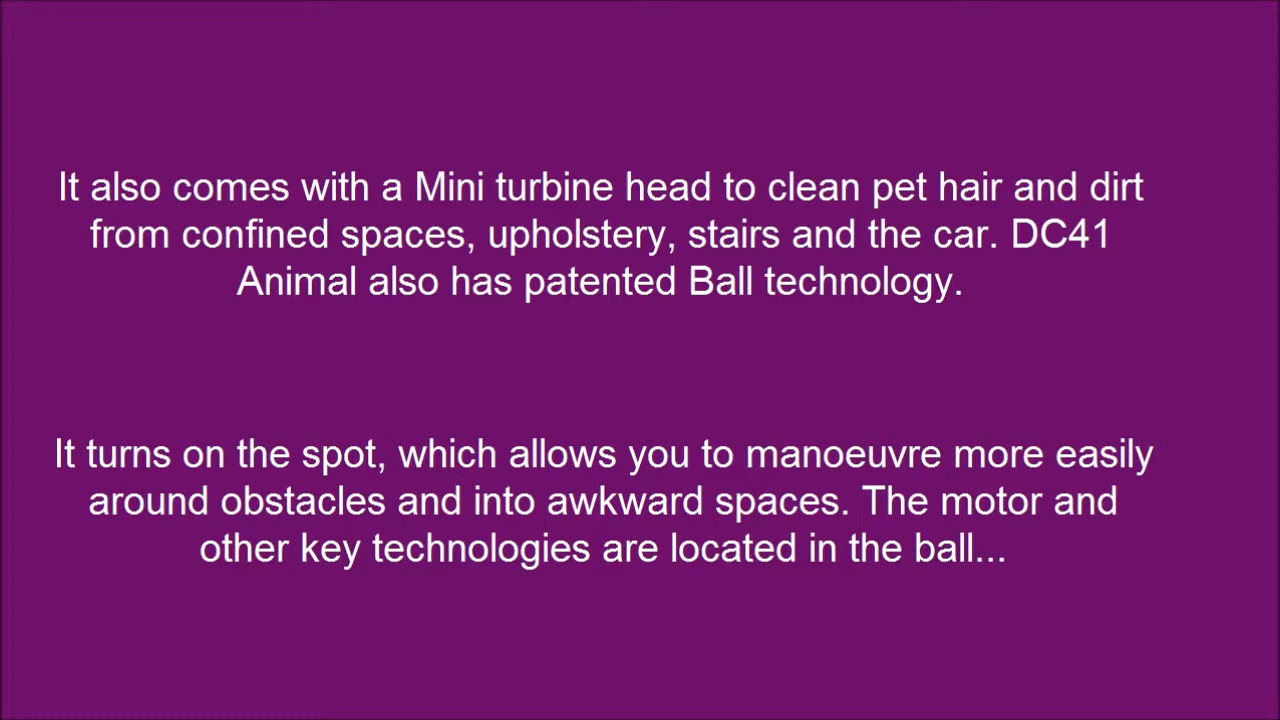 It also comes with a Mini turbine head to clean pet hair and dirt
from confined spaces, upholstery, stairs and the car. DC41
Animal also has patented Ball technology.
It turns on the spot, which allows you to manoeuvre more easily
around obstacles and into awkward spaces. The motor and
other key technologies are located in the ball...